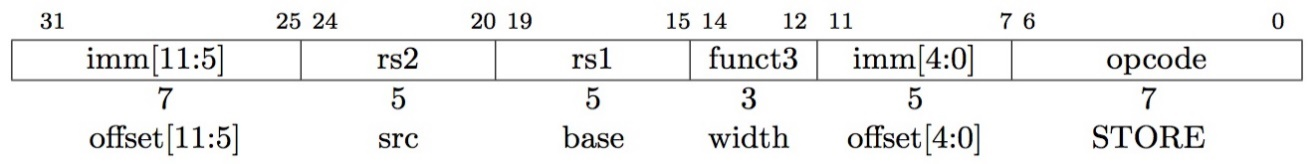 31 25 24 20 19 15 14 12 11 7 6 0
imm[11:5] rs2 rs1 funct3 imm[4:0] opcode
7 5 5 3 5 7
offset[11:5] src base width offset[4:0] STORE